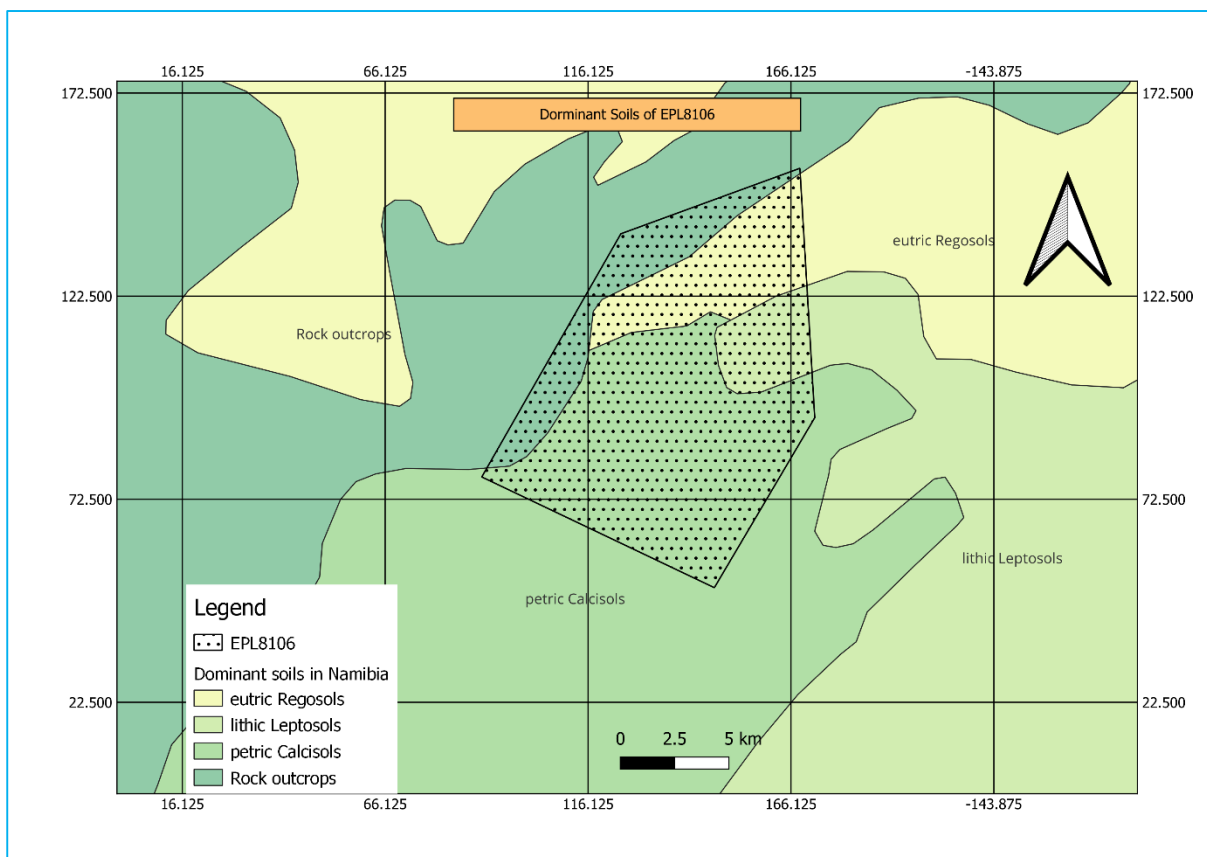 16.125 66.125 116.125 166.125 -143.875
172.500 172.500
Dorminant Soils of EPL8106
eutric Regosols
122.500 122.500
Rock outcrops
72.500 72.500
lithic Leptosols
petric Calcisols
Legend
EPL8106
Dominant soils in Namibia
eutric Regosols
lithic Leptosols
petric Calcisols
Rock outcrops
22.500 22.500
0 2.5 5 km
16.125 66.125 116.125 166.125 -143.875